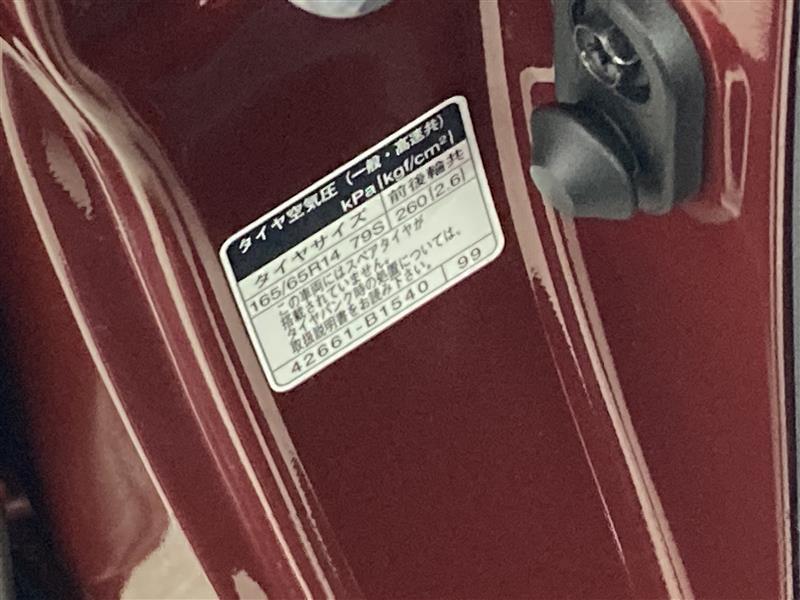 タイヤ空気圧（一般・高速共）
kPa{kgf/cm²}
タイヤサイズ 前後輪共
165/65R14 79S 260{2.6}
この車両にはスペアタイヤが
搭載されていません。
タイヤパンク時の処置については、
取扱説明書をお読み下さい。
42661-B1540 99